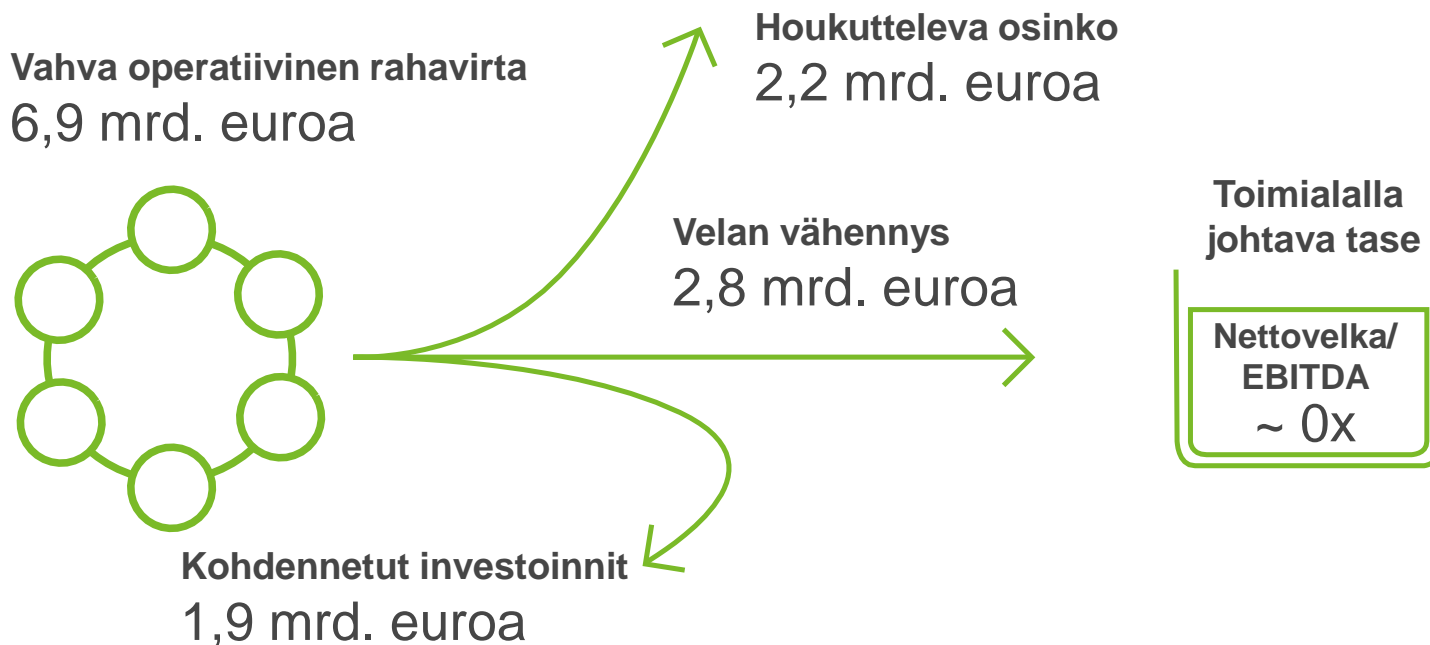 Vahva operatiivinen rahavirta
6,9 mrd. euroa
Houkutteleva osinko
2,2 mrd. euroa
Velan vähennys
2,8 mrd. euroa
Kohdennetut investoinnit
1,9 mrd. euroa
Toimialalla
johtava tase
Nettovelka/
EBITDA
~ 0x